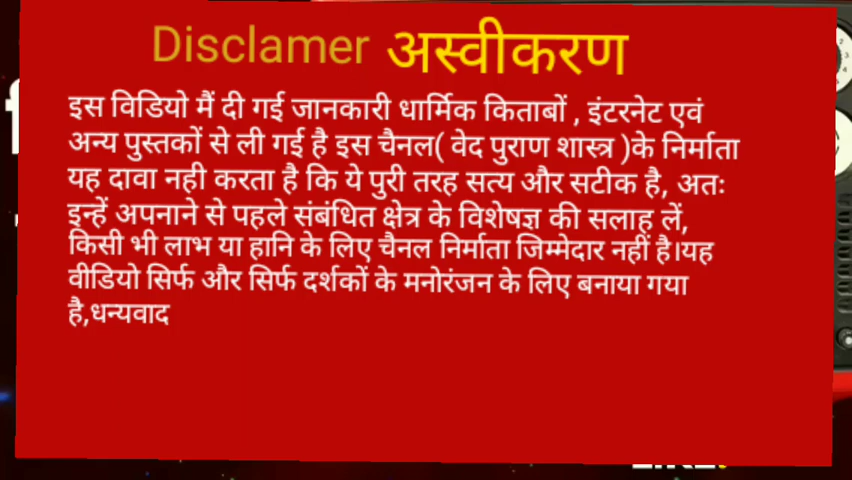 Disclamer अस्वीकरण
इस विडियो मैं दी गई जानकारी धार्मिक किताबों , इंटरनेट एवं
अन्य पुस्तकों से ली गई है इस चैनल( वेद पुराण शास्त्र )के निर्माता
यह दावा नही करता है कि ये पुरी तरह सत्य और सटीक है, अतः
इन्हें अपनाने से पहले संबंधित क्षेत्र के विशेषज्ञ की सलाह लें,
किसी भी लाभ या हानि के लिए चैनल निर्माता जिम्मेदार नहीं है।यह
वीडियो सिर्फ और सिर्फ दर्शकों के मनोरंजन के लिए बनाया गया
है,धन्यवाद